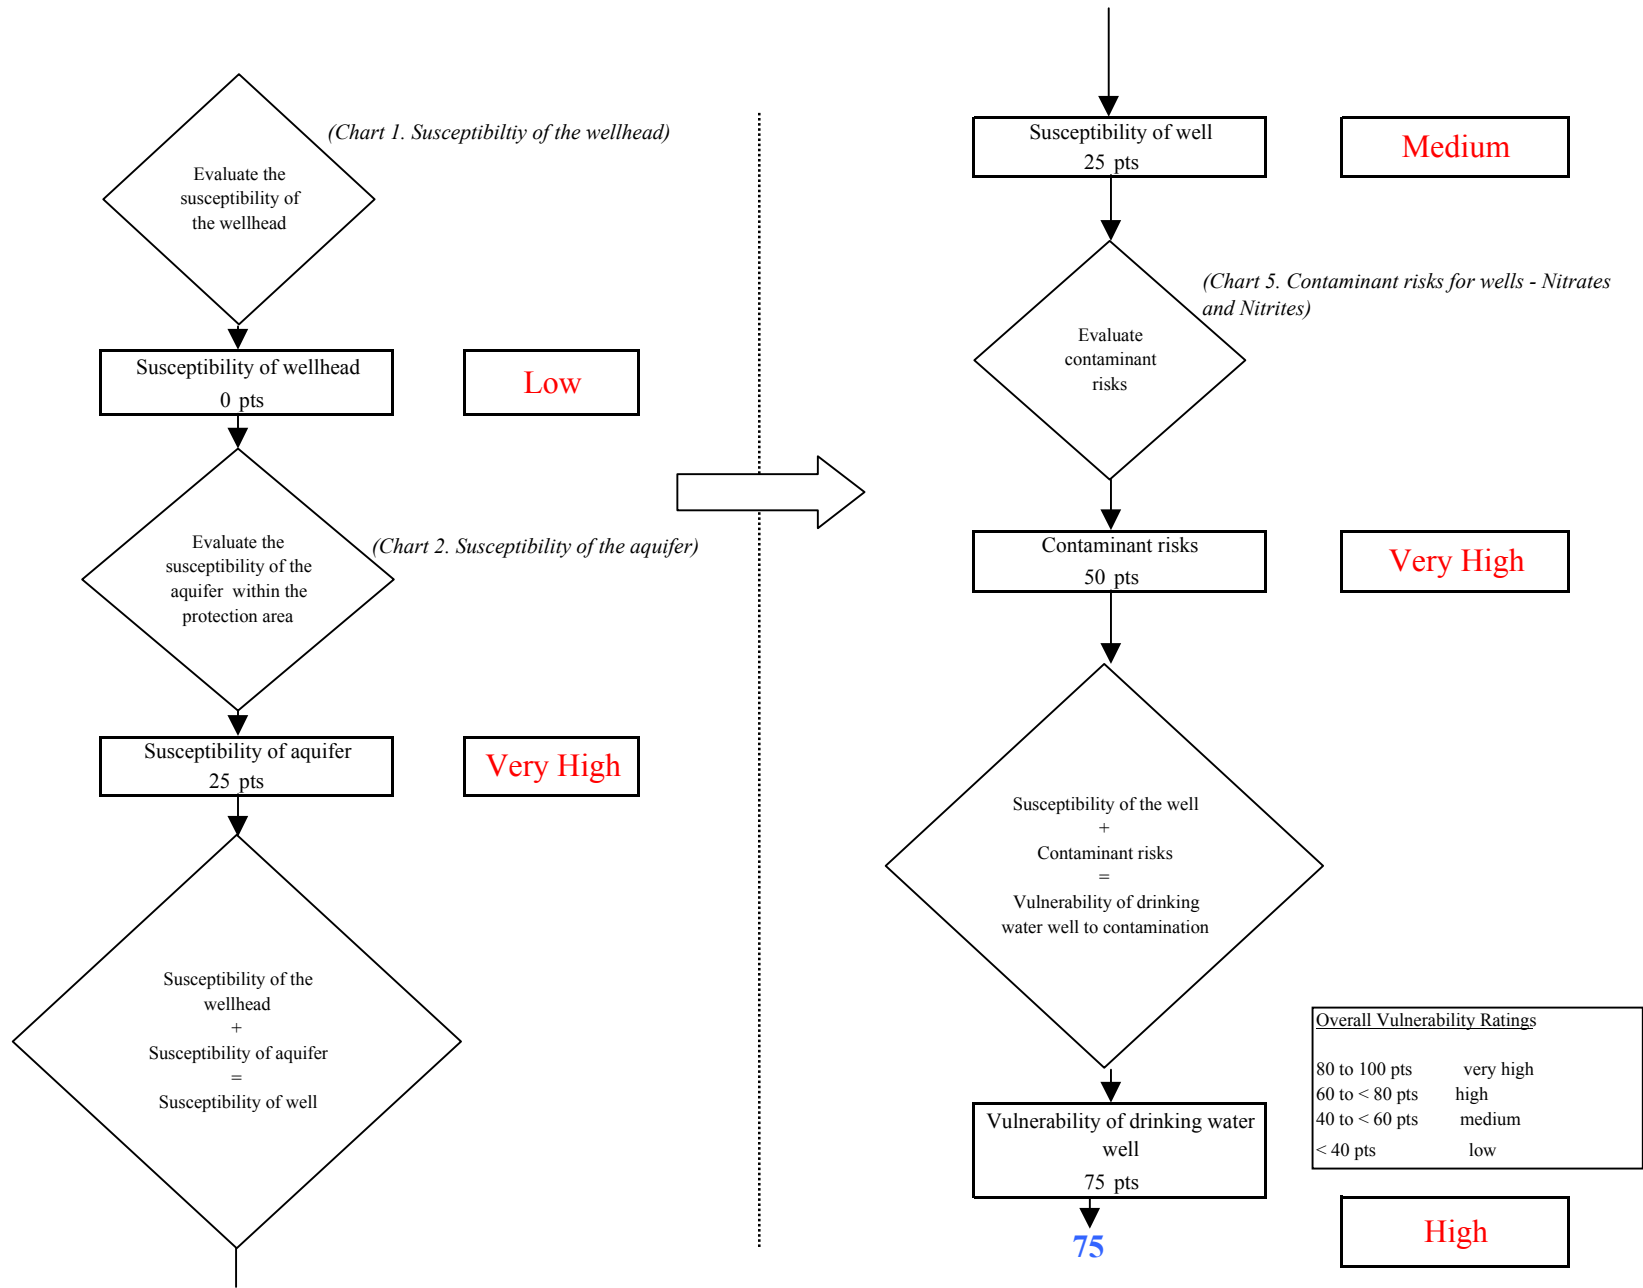 (Chart 1. Susceptibiltiy of the wellhead)
Evaluate the
susceptibility of
the wellhead
Susceptibility of wellhead
0 pts
Low
Evaluate the
susceptibility of the
aquifer within the
protection area
(Chart 2. Susceptibility of the aquifer)
Susceptibility of aquifer
25 pts
Very High
Susceptibility of the
wellhead
+
Susceptibility of aquifer
=
Susceptibility of well
Susceptibility of well
25 pts
Medium
(Chart 5. Contaminant risks for wells - Nitrates
and Nitrites)
Evaluate
contaminant
risks
Contaminant risks
50 pts
Very High
Susceptibility of the well
+
Contaminant risks
=
Vulnerability of drinking
water well to contamination
Overall Vulnerability Ratings
80 to 100 pts very high
60 to < 80 pts high
40 to < 60 pts medium
< 40 pts low
Vulnerability of drinking water
well
75 pts
75
High